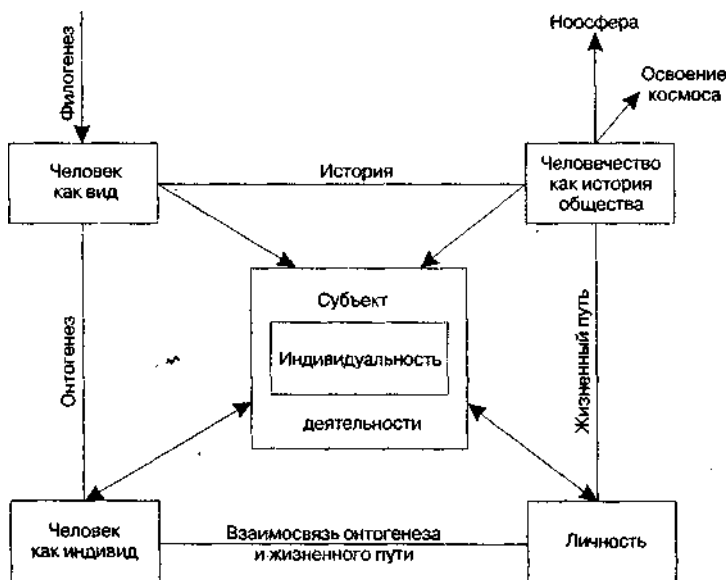 Ноосфера
Освоение
космоса
Филогенез
Человек
как вид
История
Человечество
как история
общества
Субъект
Индивидуальность
деятельности
Онтогенез
Жизненный путь
Человек
как индивид
Взаимосвязь онтогенеза
и жизненного пути
Личность